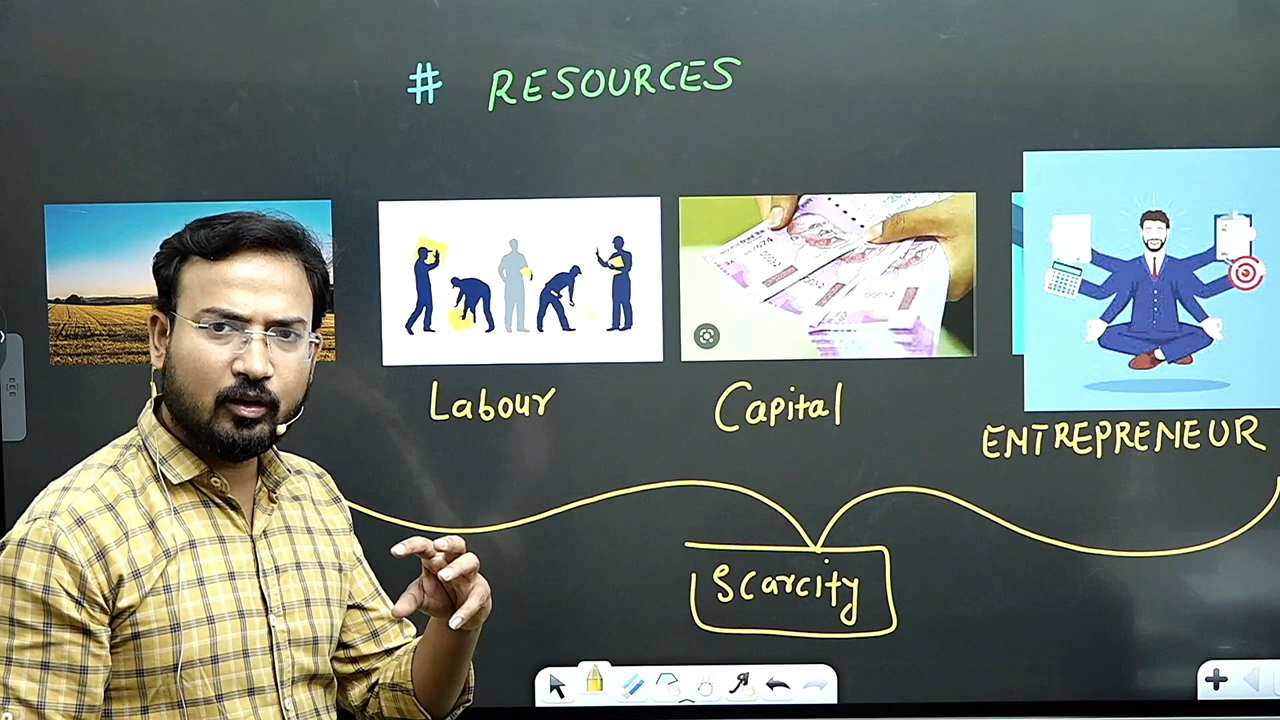 # RESOURCES
Labour
Capital
ENTREPRENEUR
Scarcity